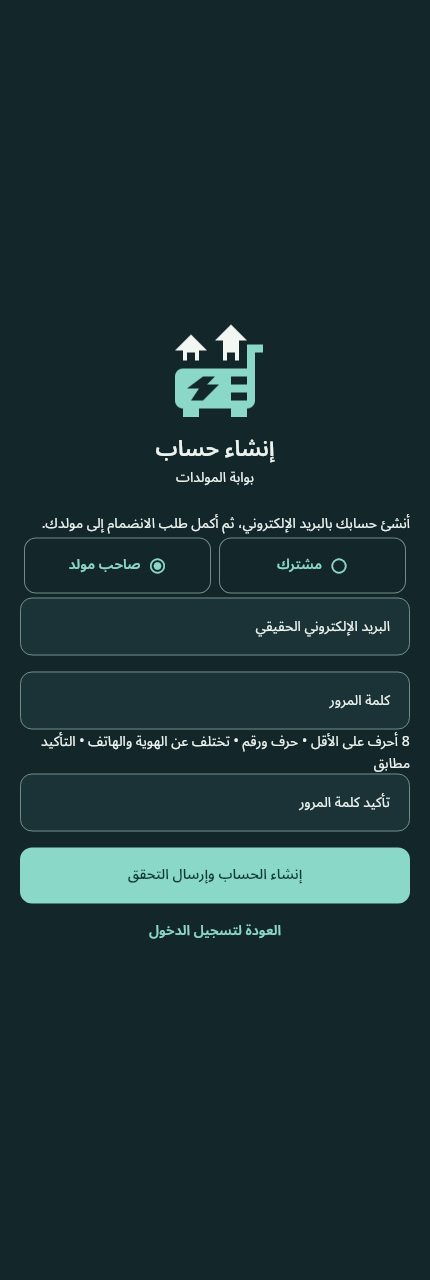 إنشاء حساب
بوابة المولدات
أنشئ حسابك بالبريد الإلكتروني، ثم أكمل طلب الانضمام إلى مولدك.
مشترك
صاحب مولد
البريد الإلكتروني الحقيقي
كلمة المرور
8 أحرف على الأقل • حرف ورقم • تختلف عن الهوية والهاتف • التأكيد
مطابق
تأكيد كلمة المرور
إنشاء الحساب وإرسال التحقق
العودة لتسجيل الدخول